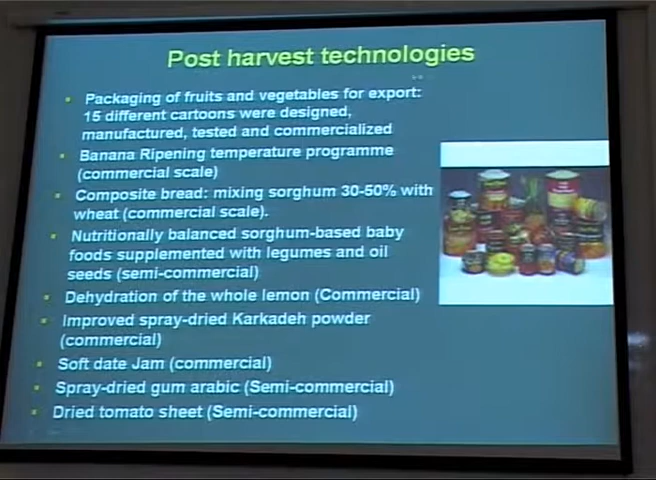 Post harvest technologies
Packaging of fruits and vegetables for export:
15 different cartoons were designed,
manufactured, tested and commercialized
Banana Ripening temperature programme
(commercial scale)
Composite bread: mixing sorghum 30-50% with
wheat (commercial scale).
Nutritionally balanced sorghum-based baby
foods supplemented with legumes and oil
seeds (semi-commercial)
Dehydration of the whole lemon (Commercial)
Improved spray-dried Karkadeh powder
(commercial)
Soft date Jam (commercial)
Spray-dried gum arabic (Semi-commercial)
Dried tomato sheet (Semi-commercial)